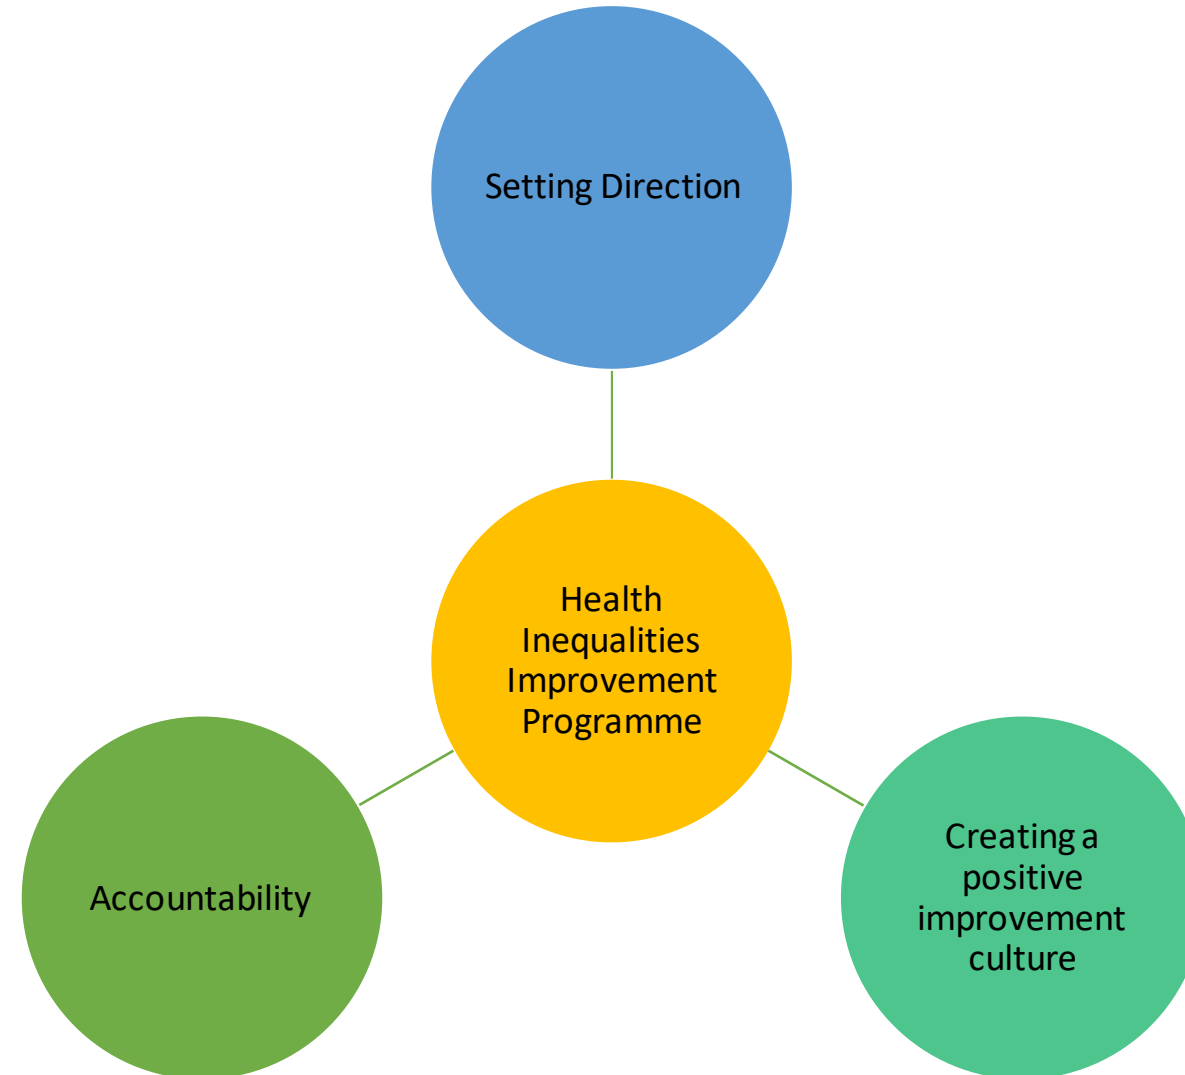 Setting Direction
Health
Inequalities
Improvement
Programme
Accountability
Creating a
positive
improvement
culture